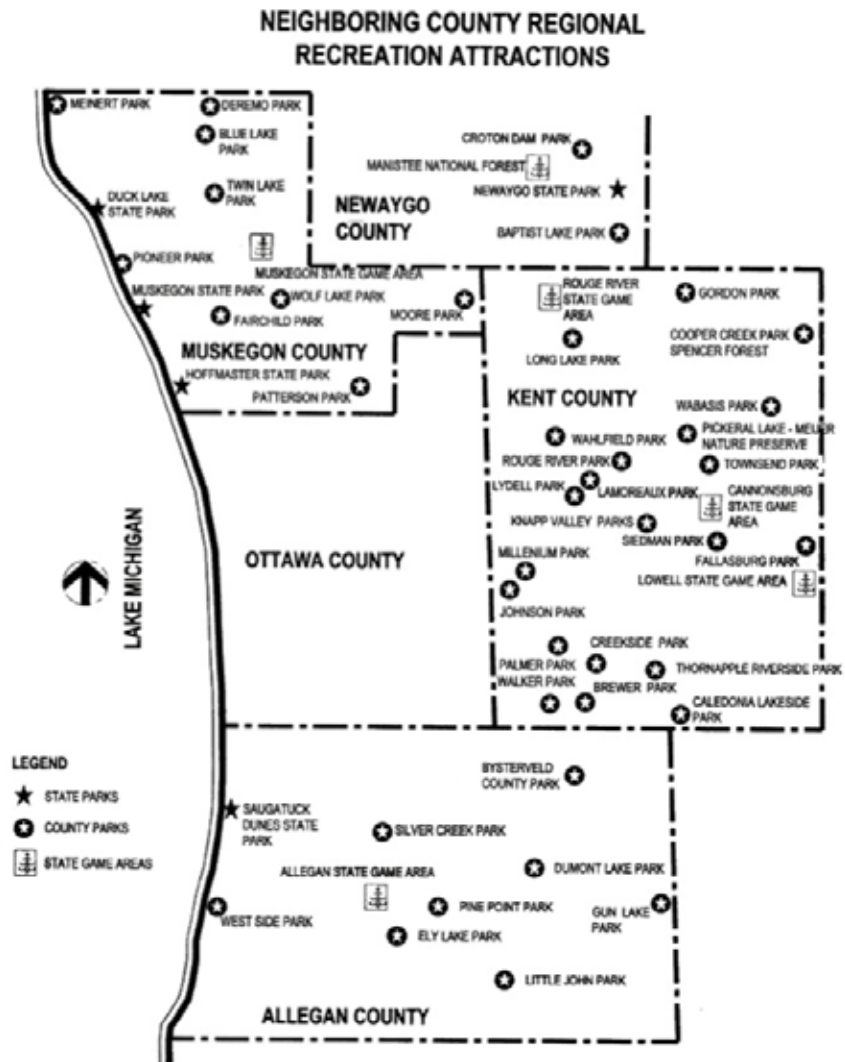 NEIGHBORING COUNTY REGIONAL
RECREATION ATTRACTIONS
MEINERT PARK
DEREMO PARK
BLUE LAKE
PARK
CROTON DAM PARK
MANISTEE NATIONAL FOREST
NEWAYGO STATE PARK
TWIN LAKE
PARK
DUCK LAKE
STATE PARK
NEWAYGO
COUNTY
BAPTIST LAKE PARK
PIONEER PARK
MUSKEGON STATE GAME AREA
MUSKEGON STATE PARK
WOLF LAKE PARK
MOORE PARK
FAIRCHILD PARK
ROUGE RIVER
STATE GAME
AREA
GORDON PARK
LONG LAKE PARK
COOPER CREEK PARK
SPENCER FOREST
MUSKEGON COUNTY
HOFFMASTER STATE PARK
PATTERSON PARK
KENT COUNTY
WABASIS PARK
WAHLFIELD PARK
PICKERAL LAKE - MEIJER
NATURE PRESERVE
ROUGE RIVER PARK
TOWNSEND PARK
LYDELL PARK
LAMOREAUX PARK
CANNONSBURG
STATE GAME
AREA
KNAPP VALLEY PARKS
SIEDMAN PARK
FALLASBURG PARK
LOWELL STATE GAME AREA
MILLENIUM PARK
JOHNSON PARK
OTTAWA COUNTY
LAKE MICHIGAN
CREEKSIDE PARK
PALMER PARK
THORNAPPLE RIVERSIDE PARK
WALKER PARK
BREWER PARK
CALEDONIA LAKESIDE
PARK
LEGEND
STATE PARKS
COUNTY PARKS
STATE GAME AREAS
BYSTERVELD
COUNTY PARK
SAUGATUCK
DUNES STATE
PARK
SILVER CREEK PARK
ALLEGAN STATE GAME AREA
DUMONT LAKE PARK
WEST SIDE PARK
PINE POINT PARK
GUN LAKE
PARK
ELY LAKE PARK
LITTLE JOHN PARK
ALLEGAN COUNTY